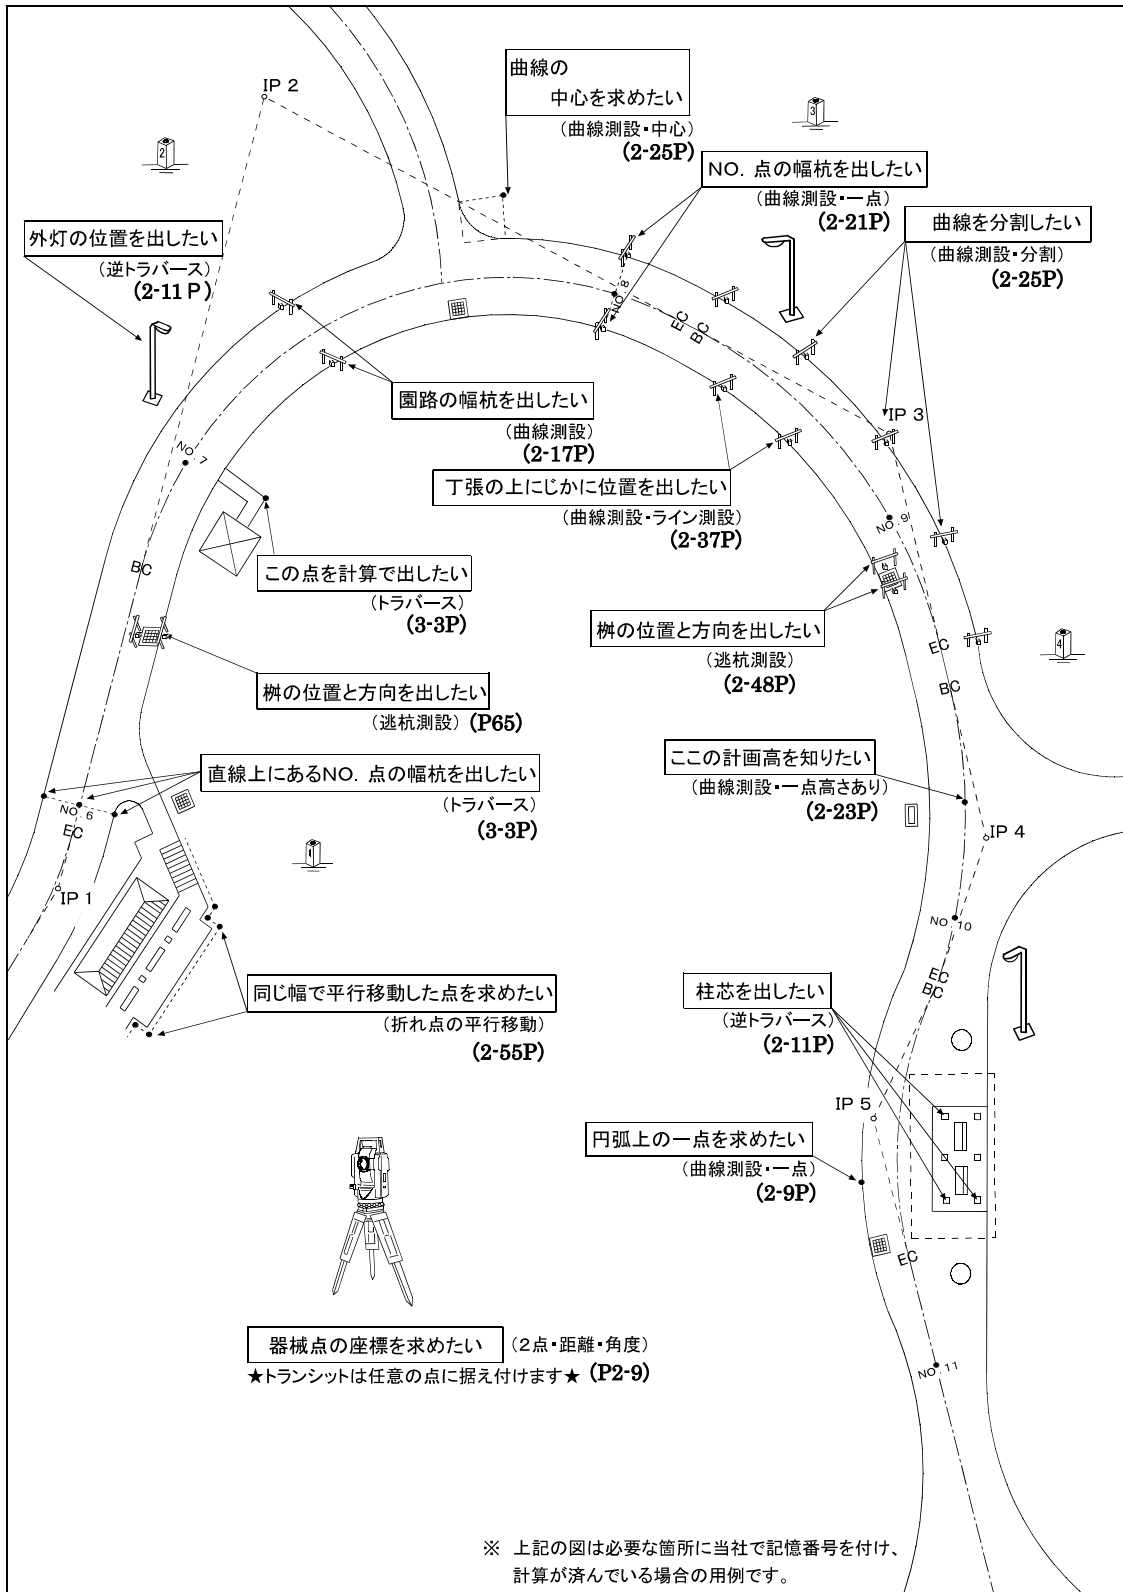 IP 2
曲線の
中心を求めたい
(曲線測設・中心)
(2-25P)
3
2
NO. 点の幅杭を出したい
(曲線測設・一点)
(2-21P)
曲線を分割したい
(曲線測設・分割)
(2-25P)
外灯の位置を出したい
(逆トラバース)
(2-11P)
NO. 8
EC
BC
園路の幅杭を出したい
(曲線測設)
(2-17P)
IP 3
NO. 7
丁張の上にじかに位置を出したい
(曲線測設・ライン測設)
(2-37P)
NO. 9
BC
この点を計算で出したい
(トラバース)
(3-3P)
桝の位置と方向を出したい
(逃杭測設)
(2-48P)
EC
4
BC
桝の位置と方向を出したい
(逃杭測設) (P65)
直線上にあるNO. 点の幅杭を出したい
(トラバース)
(3-3P)
ここの計画高を知りたい
(曲線測設・一点高さあり)
(2-23P)
NO. 6
EC
IP 4
1
IP 1
NO. 10
EC
BC
同じ幅で平行移動した点を求めたい
(折れ点の平行移動)
(2-55P)
柱芯を出したい
(逆トラバース)
(2-11P)
IP 5
円弧上の一点を求めたい
(曲線測設・一点)
(2-9P)
EC
器械点の座標を求めたい (2点・距離・角度)
★トランシットは任意の点に据え付けます★ (P2-9)
NO. 11
※ 上記の図は必要な箇所に当社で記憶番号を付け、
計算が済んでいる場合の用例です。